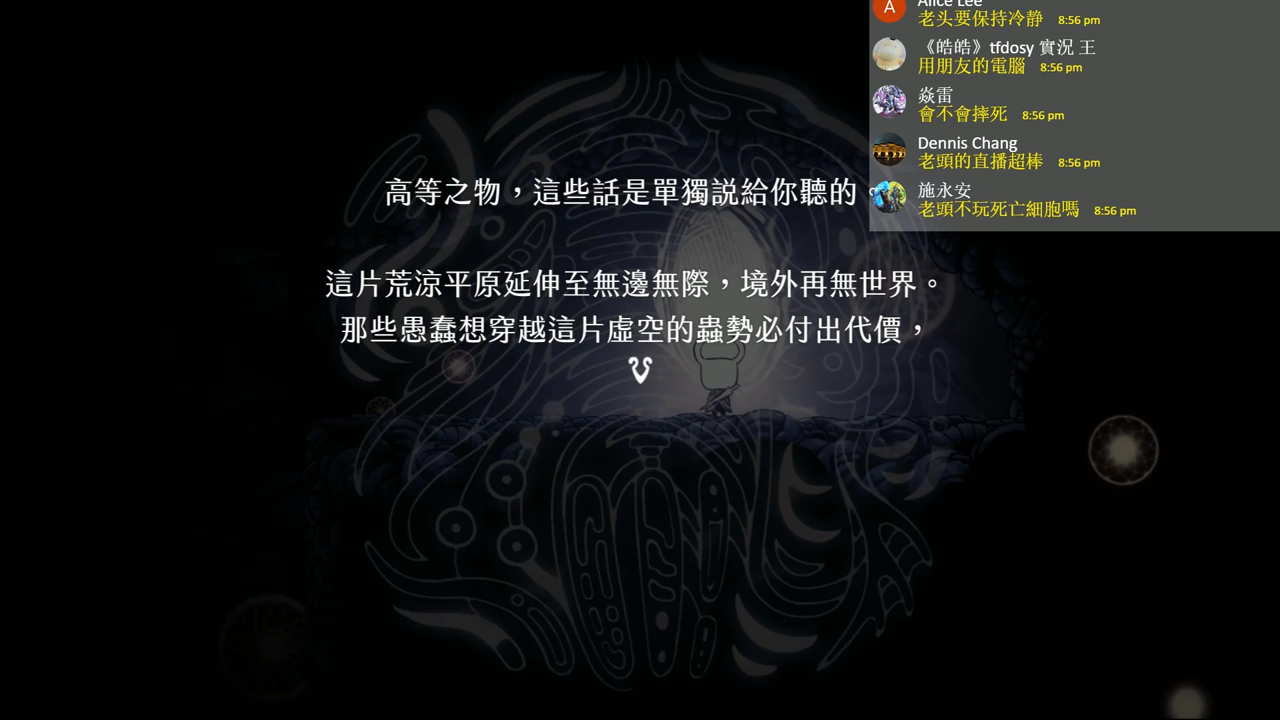 高等之物，這些話是單獨說給你聽的
這片荒涼平原延伸至無邊無際，境外再無世界。
那些愚蠢想穿越這片虛空的蟲勢必付出代價，
A
Alice Lee
老头要保持冷静 8:56 pm
《皓皓》tfdosy 實況 王
用朋友的電腦 8:56 pm
焱雷
會不會摔死 8:56 pm
Dennis Chang
老頭的直播超棒 8:56 pm
施永安
老頭不玩死亡細胞嗎 8:56 pm